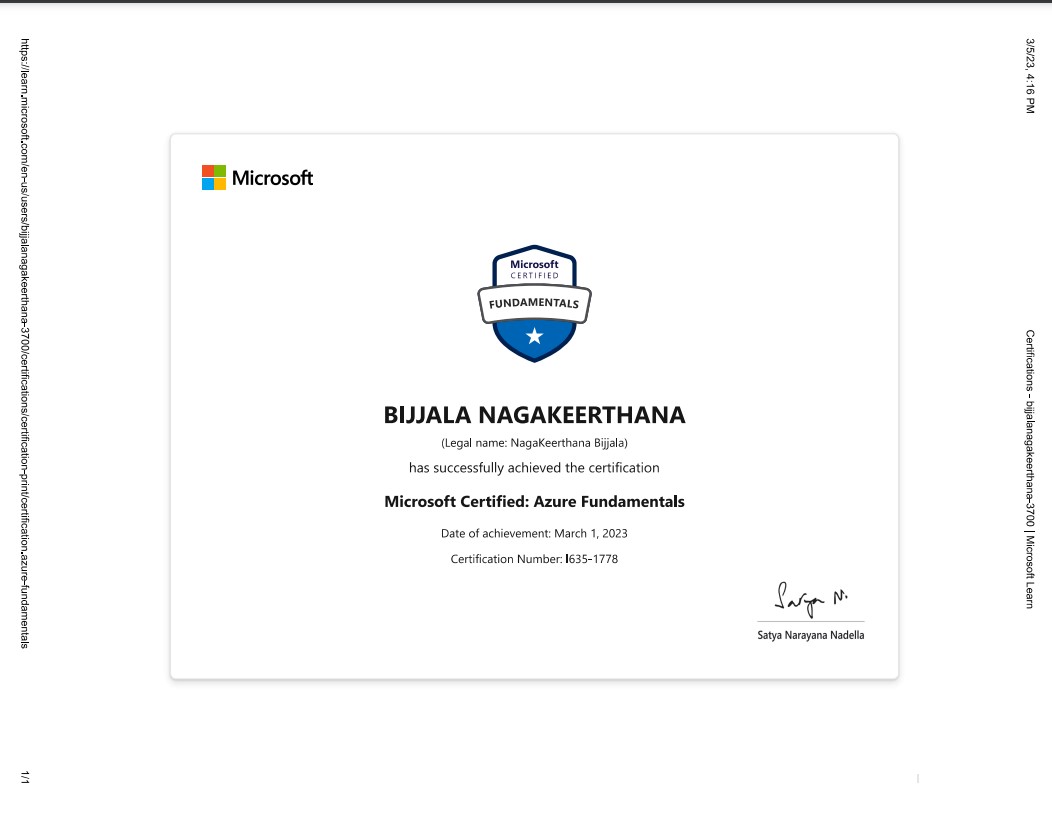 https://learn.microsoft.com/en-us/users/bijjalanagakeerthana-3700/certifications/certification-print/certification.azure-fundamentals
3/5/23, 4:16 PM
Certifications - bijjalanagakeerthana-3700 | Microsoft Learn
Microsoft
Microsoft
CERTIFIED
FUNDAMENTALS
BIJJALA NAGAKEERTHANA
(Legal name: NagaKeerthana Bijjala)
has successfully achieved the certification
Microsoft Certified: Azure Fundamentals
Date of achievement: March 1, 2023
Certification Number: I635-1778
Satya N.
Satya Narayana Nadella
1/1